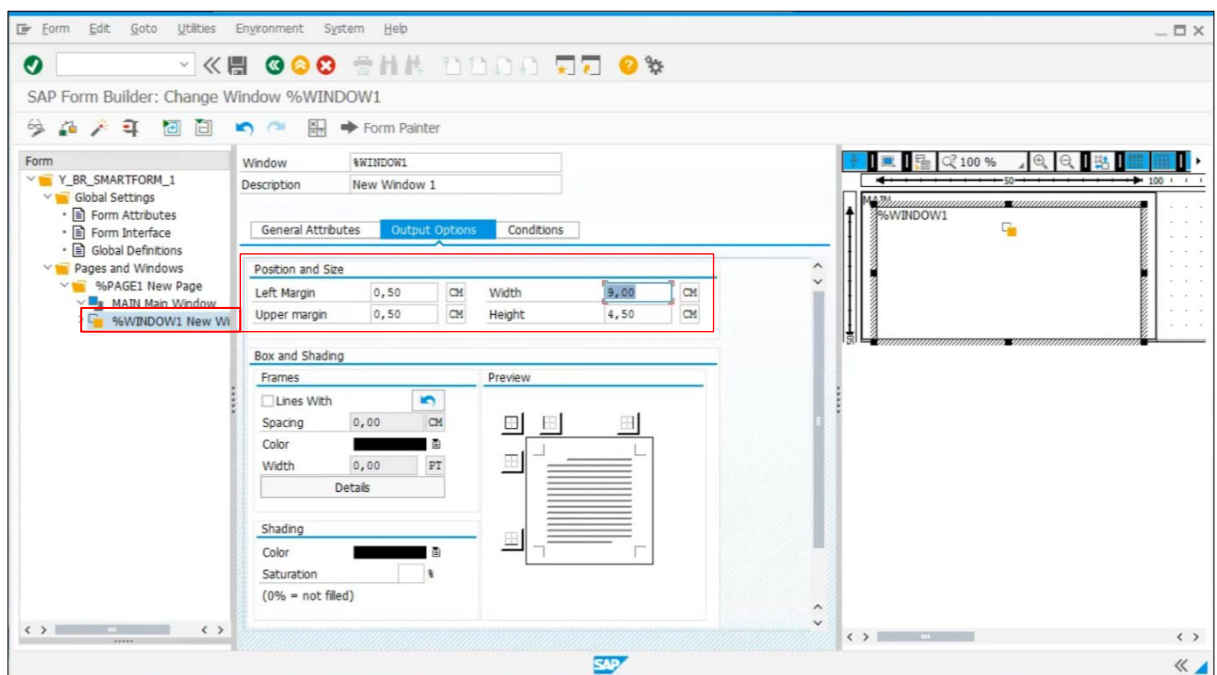 Form Edit Goto Utilities Environment System Help
SAP Form Builder: Change Window %WINDOW1
Form Painter
Form
Y_BR_SMARTFORM_1
Global Settings
Form Attributes
Form Interface
Global Definitions
Pages and Windows
%PAGE1 New Page
MAIN Main Window
%WINDOW1 New Wi
Window %WINDOW1
Description New Window 1
General Attributes Output Options Conditions
Position and Size
Left Margin 0,50 CM Width 9,00 CM
Upper margin 0,50 CM Height 4,50 CM
Box and Shading
Frames
Lines With
Spacing 0,00 CM
Color
Width 0,00 PT
Details
Preview
Shading
Color
Saturation %
(0% = not filled)
100 %
50 100
MAIN
%WINDOW1
50
SAP